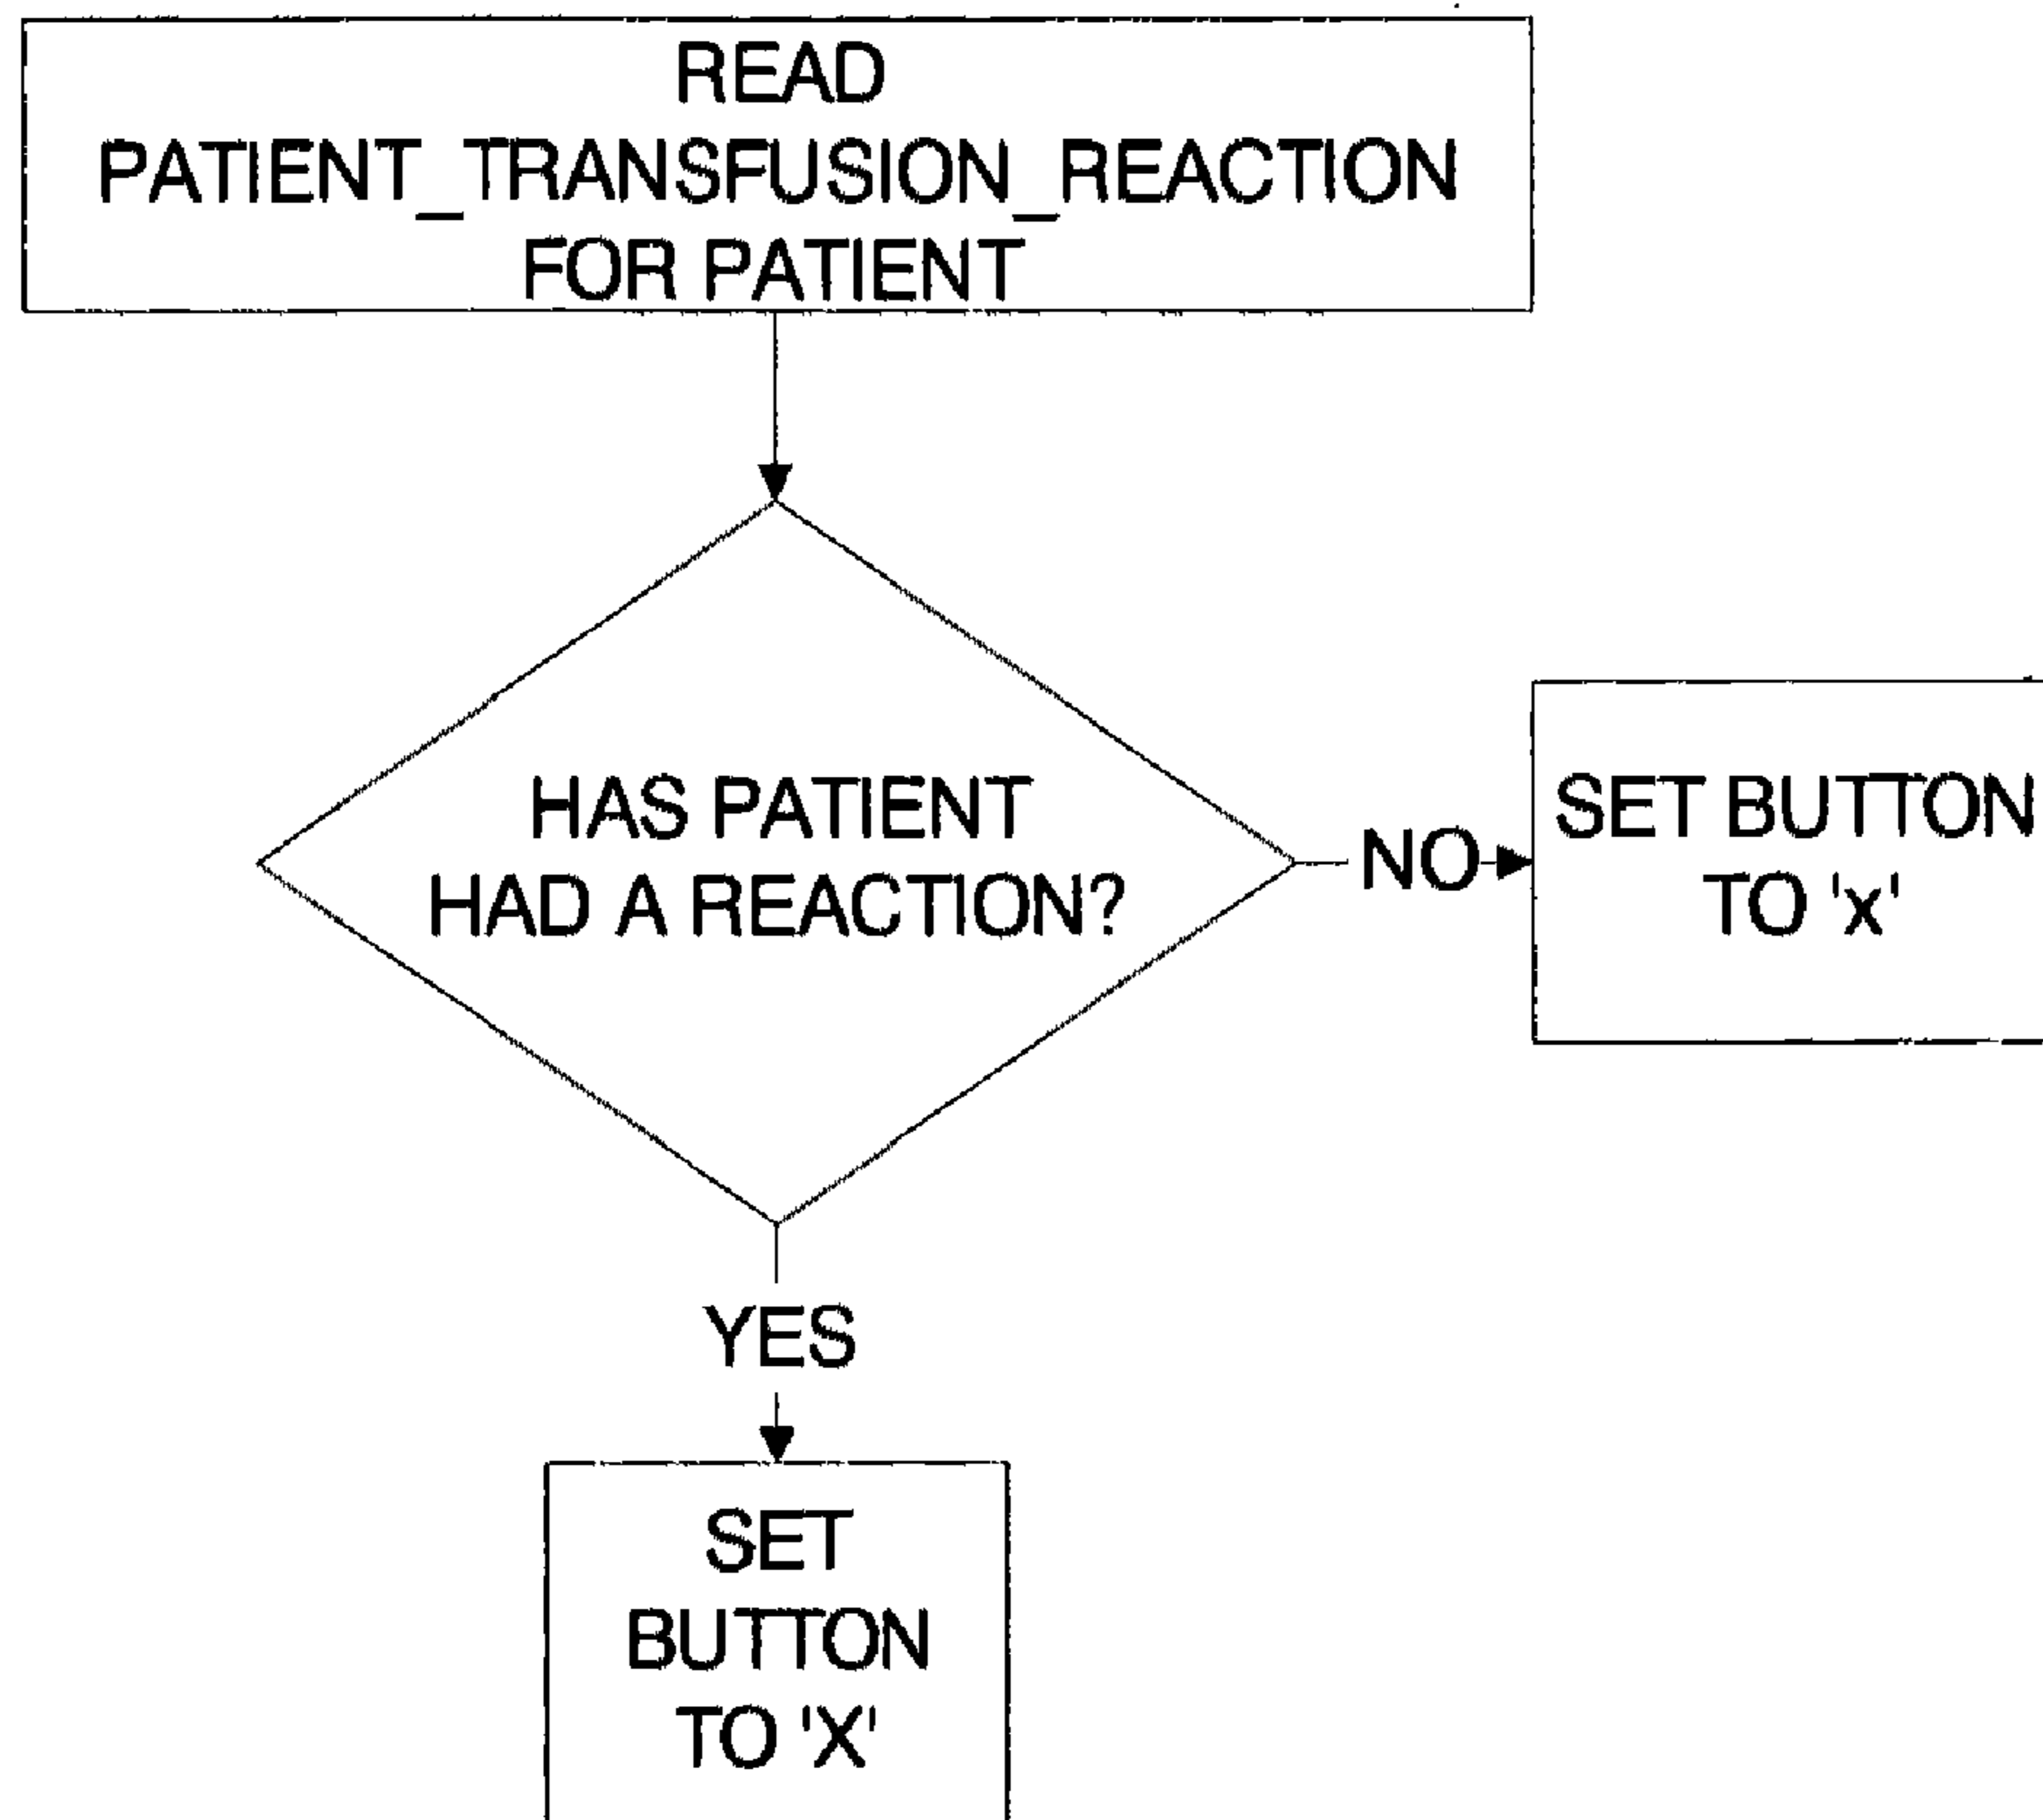 READ
PATIENT_TRANSFUSION_REACTION
FOR PATIENT
HAS PATIENT
HAD A REACTION?
NO
SET BUTTON
TO 'x'
YES
SET
BUTTON
TO 'X'